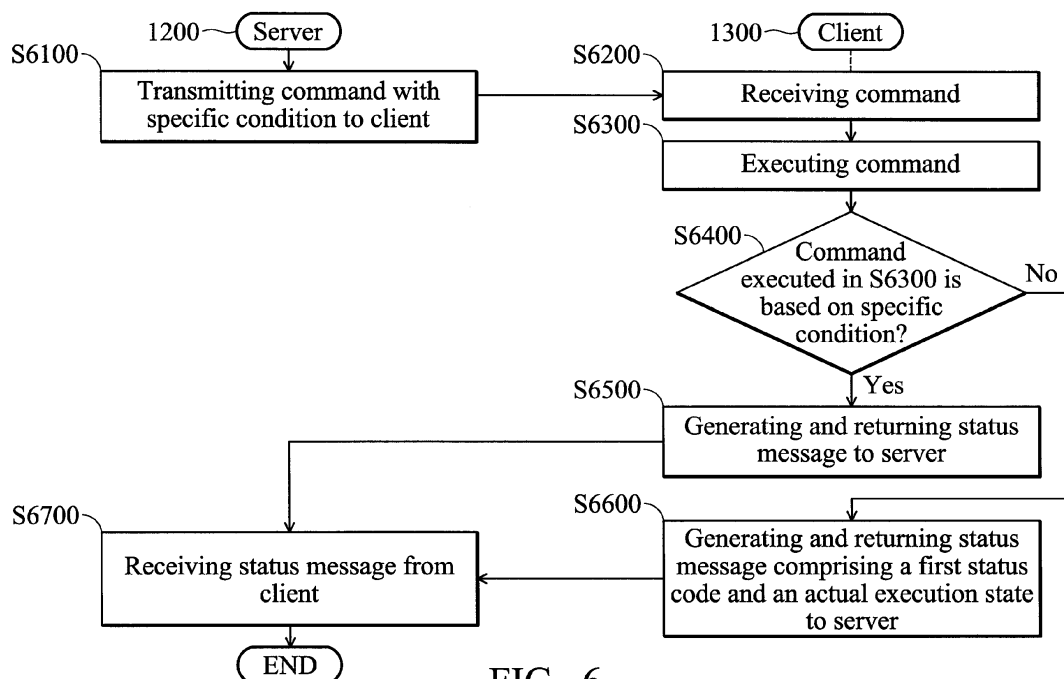 1200
Server
1300
Client
S6100
Transmitting command with
specific condition to client
S6200
Receiving command
S6300
Executing command
S6400
Command
executed in S6300 is
based on specific
condition?
No
Yes
S6500
Generating and returning status
message to server
S6600
Generating and returning status
message comprising a first status
code and an actual execution state
to server
S6700
Receiving status message from
client
END
FIG. 6